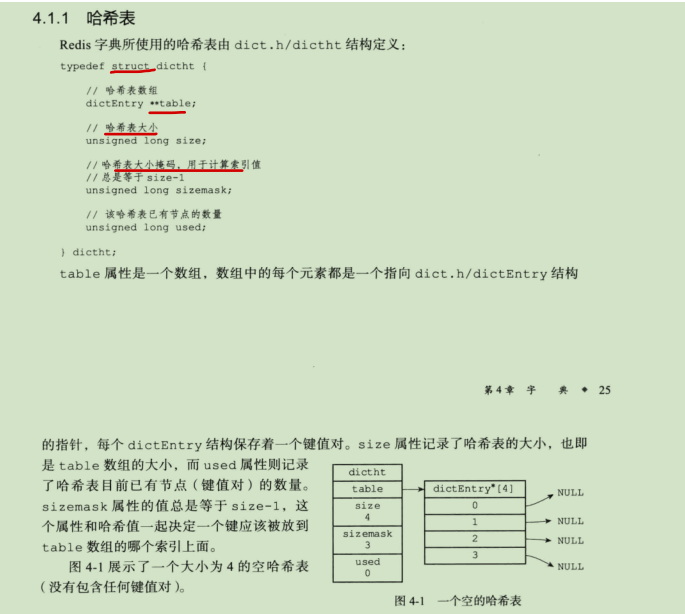 4.1.1 哈希表
Redis 字典所使用的哈希表由 dict.h/dictht 结构定义：
typedef struct dictht {
// 哈希表数组
dictEntry **table;
// 哈希表大小
unsigned long size;
// 哈希表大小掩码，用于计算索引值
// 总是等于 size-1
unsigned long sizemask;
// 该哈希表已有节点的数量
unsigned long used;
} dictht;
table 属性是一个数组，数组中的每个元素都是一个指向 dict.h/dictEntry 结构
第 4 章 字 典 25
的指针，每个 dictEntry 结构保存着一个键值对。size 属性记录了哈希表的大小，也即
是 table 数组的大小，而 used 属性则记录
了哈希表目前已有节点（键值对）的数量。
sizemask 属性的值总是等于 size-1，这
个属性和哈希值一起决定一个键应该被放到
table 数组的哪个索引上面。
图 4-1 展示了一个大小为 4 的空哈希表
（没有包含任何键值对）。
dictht
table
size
4
sizemask
3
used
0
dictEntry*[4]
0
1
2
3
NULL
NULL
NULL
NULL
图 4-1 一个空的哈希表